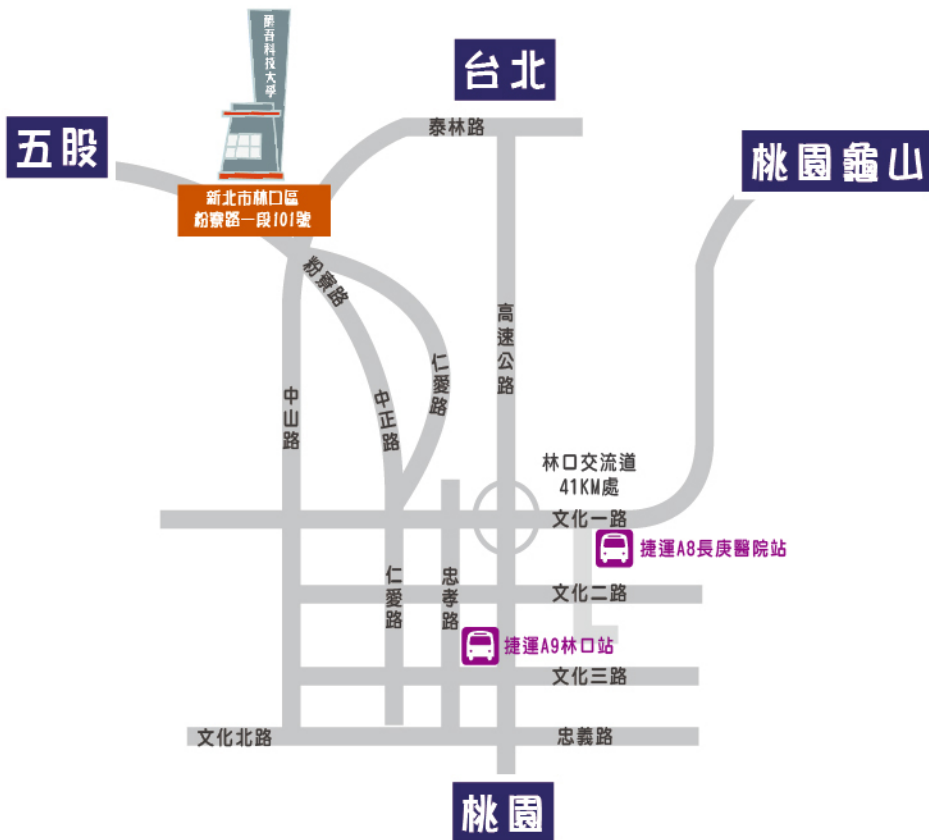 醒吾科技大學
台北
五股
泰林路
桃園龜山
新北市林口區
粉寮路一段101號
粉寮路
高速公路
仁愛路
中山路
中正路
林口交流道
41KM處
文化一路
捷運A8長庚醫院站
仁愛路
忠孝路
文化二路
捷運A9林口站
文化三路
文化北路
忠義路
桃園